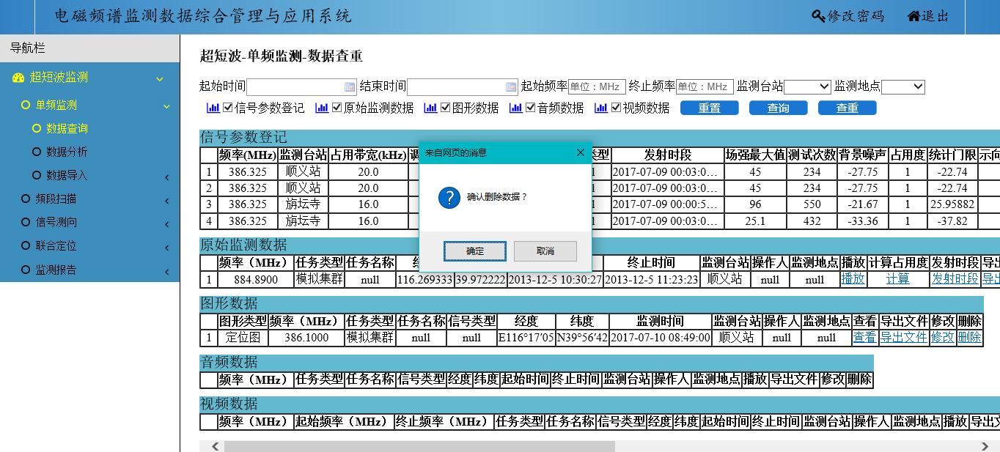 电磁频谱监测数据综合管理与应用系统 修改密码 退出
导航栏
超短波监测
单频监测
数据查询
数据分析
数据导入
频段扫描
信号测向
联合定位
监测报告
超短波-单频监测-数据查重
起始时间 结束时间 起始频率 单位：MHz 终止频率 单位：MHz 监测台站 监测地点
信号参数登记 原始监测数据 图形数据 音频数据 视频数据 重置 查询 查重
信号参数登记
频率(MHz) 监测台站 占用带宽(kHz) 调 类型 发射时段 场强最大值 测试次数 背景噪声 占用度 统计门限 示向
1 386.325 顺义站 20.0 2017-07-09 00:03:0… 45 234 -27.75 1 -22.74
2 386.325 顺义站 20.0 2017-07-09 00:03:0… 45 234 -27.75 1 -22.74
3 386.325 旃坛寺 16.0 2017-07-09 00:00:5… 96 550 -21.67 1 25.95882
4 386.325 旃坛寺 16.0 2017-07-09 00:03:0… 25.1 432 -33.36 1 -37.82
来自网页的消息
确认删除数据？
确定 取消
原始监测数据
频率（MHz） 任务类型 任务名称 终止时间 监测台站 操作人 监测地点 播放 计算占用度 发射时段 导出
1 884.8900 模拟集群 null 116.269333 39.972222 2013-12-5 10:30:27 2013-12-5 11:23:23 顺义站 null null 播放 计算 发射时段 导出
图形数据
图形类型 频率（MHz） 任务类型 任务名称 信号类型 经度 纬度 监测时间 监测台站 操作人 监测地点 查看 导出文件 修改 删除
1 定位图 386.1000 模拟集群 null null E116°17′05 N39°56′42 2017-07-10 08:49:00 顺义站 null null 查看 导出文件 修改 删除
音频数据
频率（MHz） 任务类型 任务名称 信号类型 经度 纬度 起始时间 终止时间 监测台站 操作人 监测地点 播放 导出文件 修改 删除
视频数据
频率（MHz） 起始频率（MHz） 终止频率（MHz） 任务类型 任务名称 信号类型 经度 纬度 起始时间 终止时间 监测台站 操作人 监测地点 播放 导出文